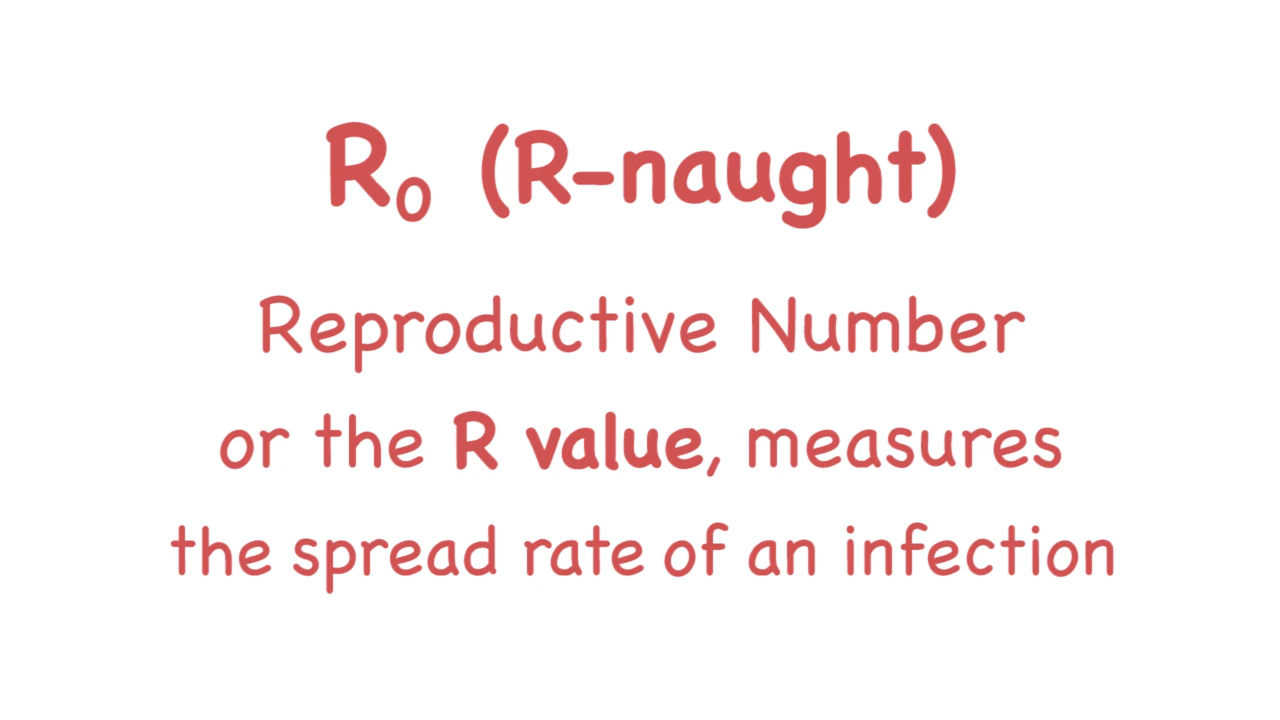 R₀ (R-naught)
Reproductive Number
or the R value, measures
the spread rate of an infection